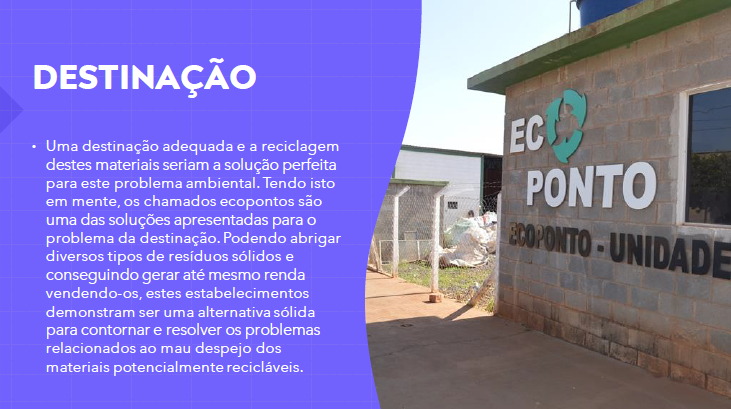 DESTINAÇÃO
• Uma destinação adequada e a reciclagem
destes materiais seriam a solução perfeita
para este problema ambiental. Tendo isto
em mente, os chamados ecopontos são
uma das soluções apresentadas para o
problema da destinação. Podendo abrigar
diversos tipos de resíduos sólidos e
conseguindo gerar até mesmo renda
vendendo-os, estes estabelecimentos
demonstram ser uma alternativa sólida
para contornar e resolver os problemas
relacionados ao mau despejo dos
materiais potencialmente recicláveis.
ECO
PONTO
ECOPONTO - UNIDADE